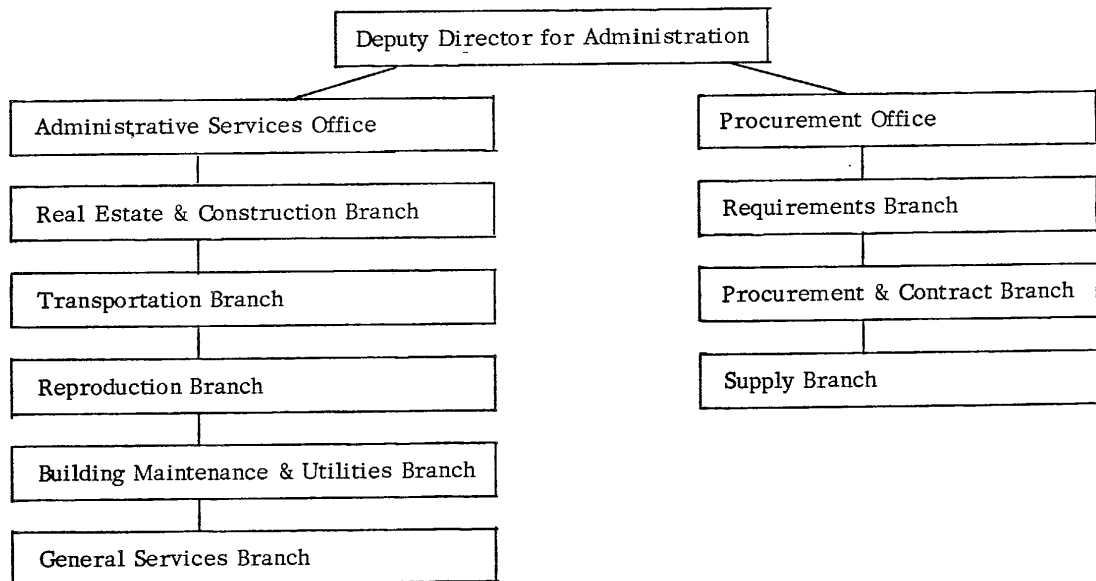 Deputy Director for Administration
Administrative Services Office
Real Estate & Construction Branch
Transportation Branch
Reproduction Branch
Building Maintenance & Utilities Branch
General Services Branch
Procurement Office
Requirements Branch
Procurement & Contract Branch
Supply Branch